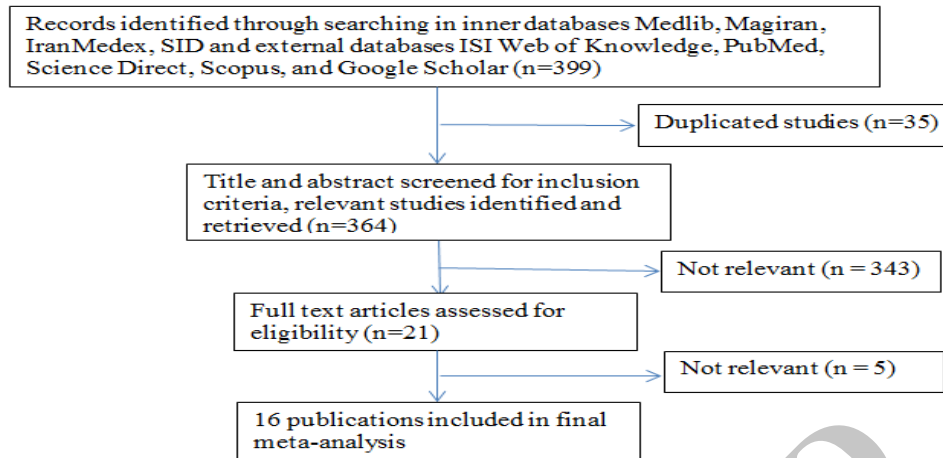 Records identified through searching in inner databases Medlib, Magiran,
IranMedex, SID and external databases ISI Web of Knowledge, PubMed,
Science Direct, Scopus, and Google Scholar (n=399)
Duplicated studies (n=35)
Title and abstract screened for inclusion
criteria, relevant studies identified and
retrieved (n=364)
Not relevant (n = 343)
Full text articles assessed for
eligibility (n=21)
Not relevant (n = 5)
16 publications included in final
meta-analysis